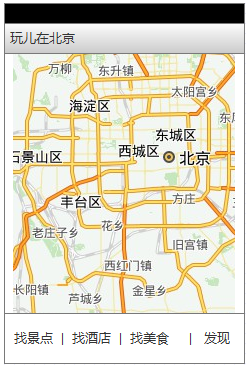 玩儿在北京
万柳
东升镇
太阳宫乡
海淀区
东
东城区
石景山区
西城区
北京
丰台区
方庄
花乡
老庄子乡
旧宫镇
西红门镇
长阳镇
金星乡
芦城乡
找景点 | 找酒店 | 找美食 | 发现